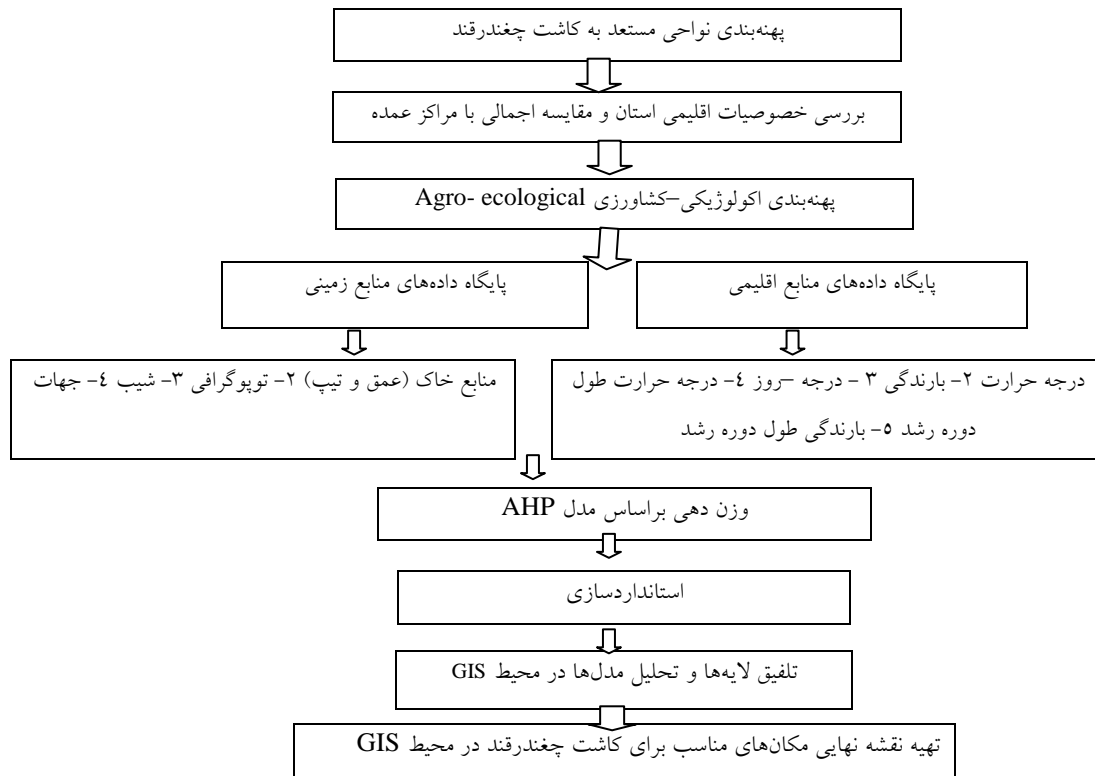 پهنه‌بندی نواحی مستعد به کاشت چغندرقند
بررسی خصوصیات اقلیمی استان و مقایسه اجمالی با مراکز عمده
پهنه‌بندی اکولوژیکی–کشاورزی Agro- ecological
پایگاه داده‌های منابع اقلیمی
پایگاه داده‌های منابع زمینی
درجه حرارت ٢- بارندگی ٣ - درجه –روز ٤- درجه حرارت طول
دوره رشد ٥- بارندگی طول دوره رشد
منابع خاک (عمق و تیپ) ٢- توپوگرافی ٣- شیب ٤- جهات
وزن دهی براساس مدل AHP
استانداردسازی
تلفیق لایه‌ها و تحلیل مدل‌ها در محیط GIS
تهیه نقشه نهایی مکان‌های مناسب برای کاشت چغندرقند در محیط GIS